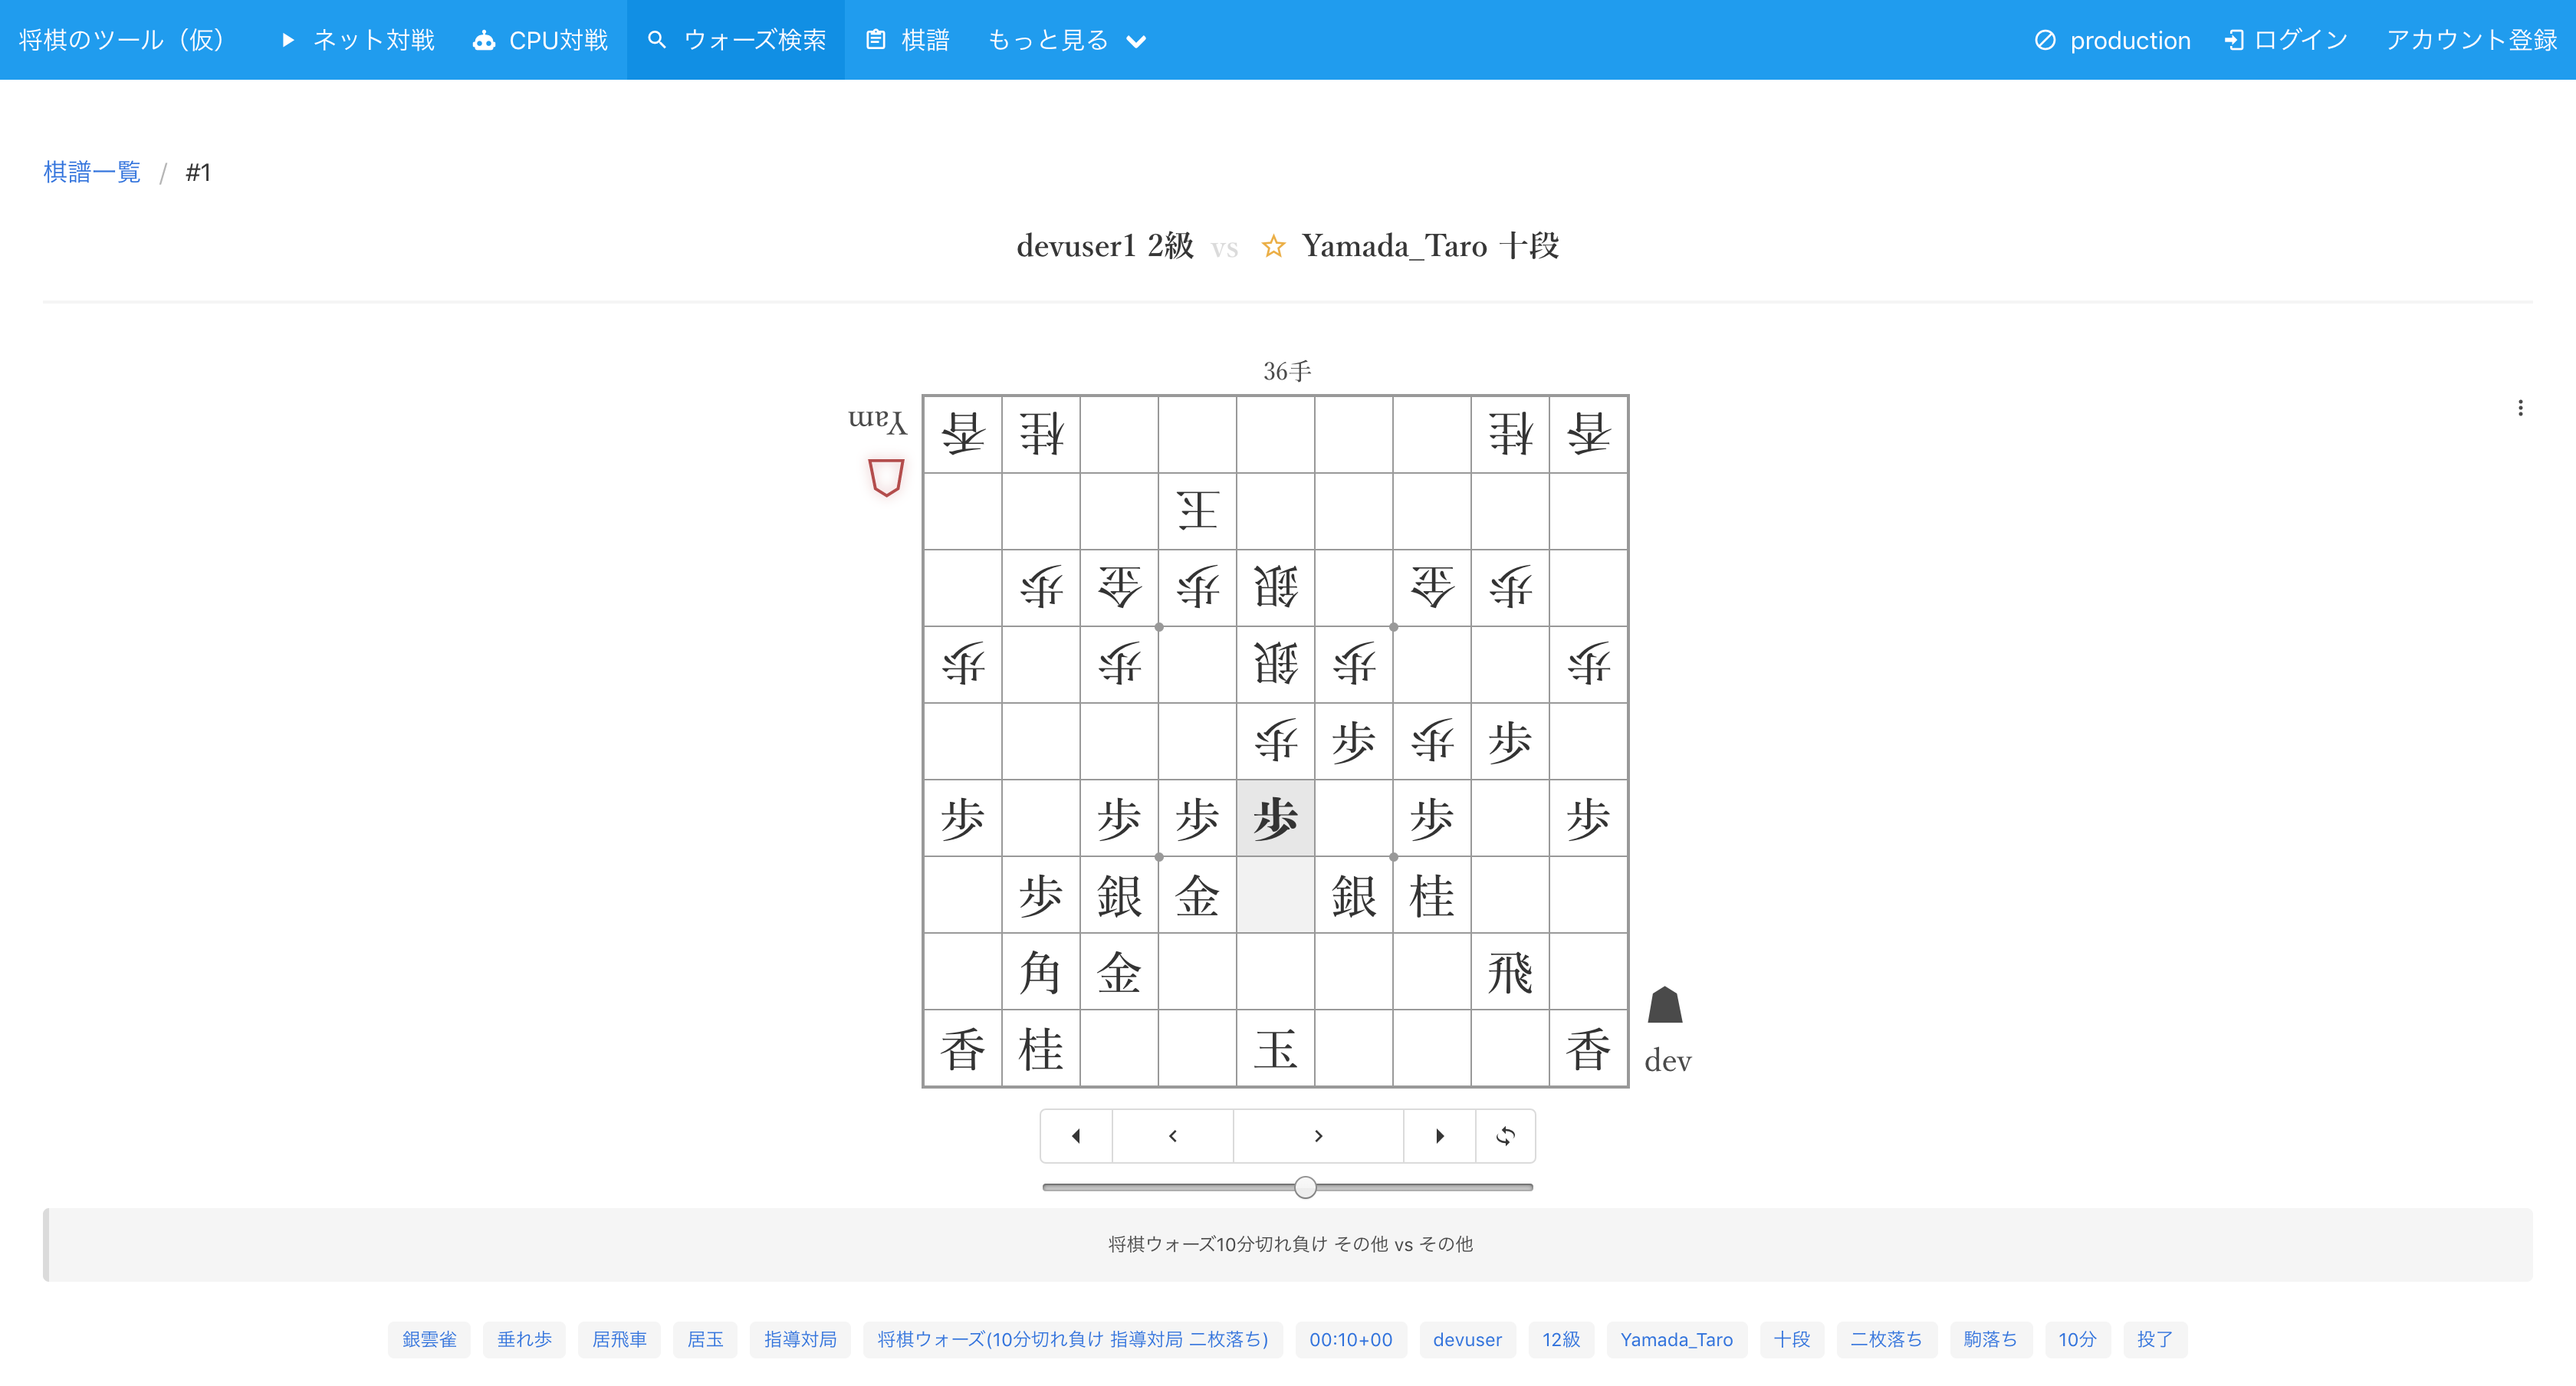 将棋のツール（仮） ネット対戦 CPU対戦 ウォーズ検索 棋譜 もっと見る production ログイン アカウント登録
棋譜一覧 / #1
devuser1 2級 vs Yamada_Taro 十段
36手
Yam
香 桂 桂 香
王
歩 金 歩 銀 金 歩
歩 歩 銀 歩 歩
歩 歩 歩 歩
歩 歩 歩 歩 歩 歩
歩 銀 金 銀 桂
角 金 飛
香 桂 玉 香
dev
将棋ウォーズ10分切れ負け その他 vs その他
銀雲雀 垂れ歩 居飛車 居玉 指導対局 将棋ウォーズ(10分切れ負け 指導対局 二枚落ち) 00:10+00 devuser 12級 Yamada_Taro 十段 二枚落ち 駒落ち 10分 投了